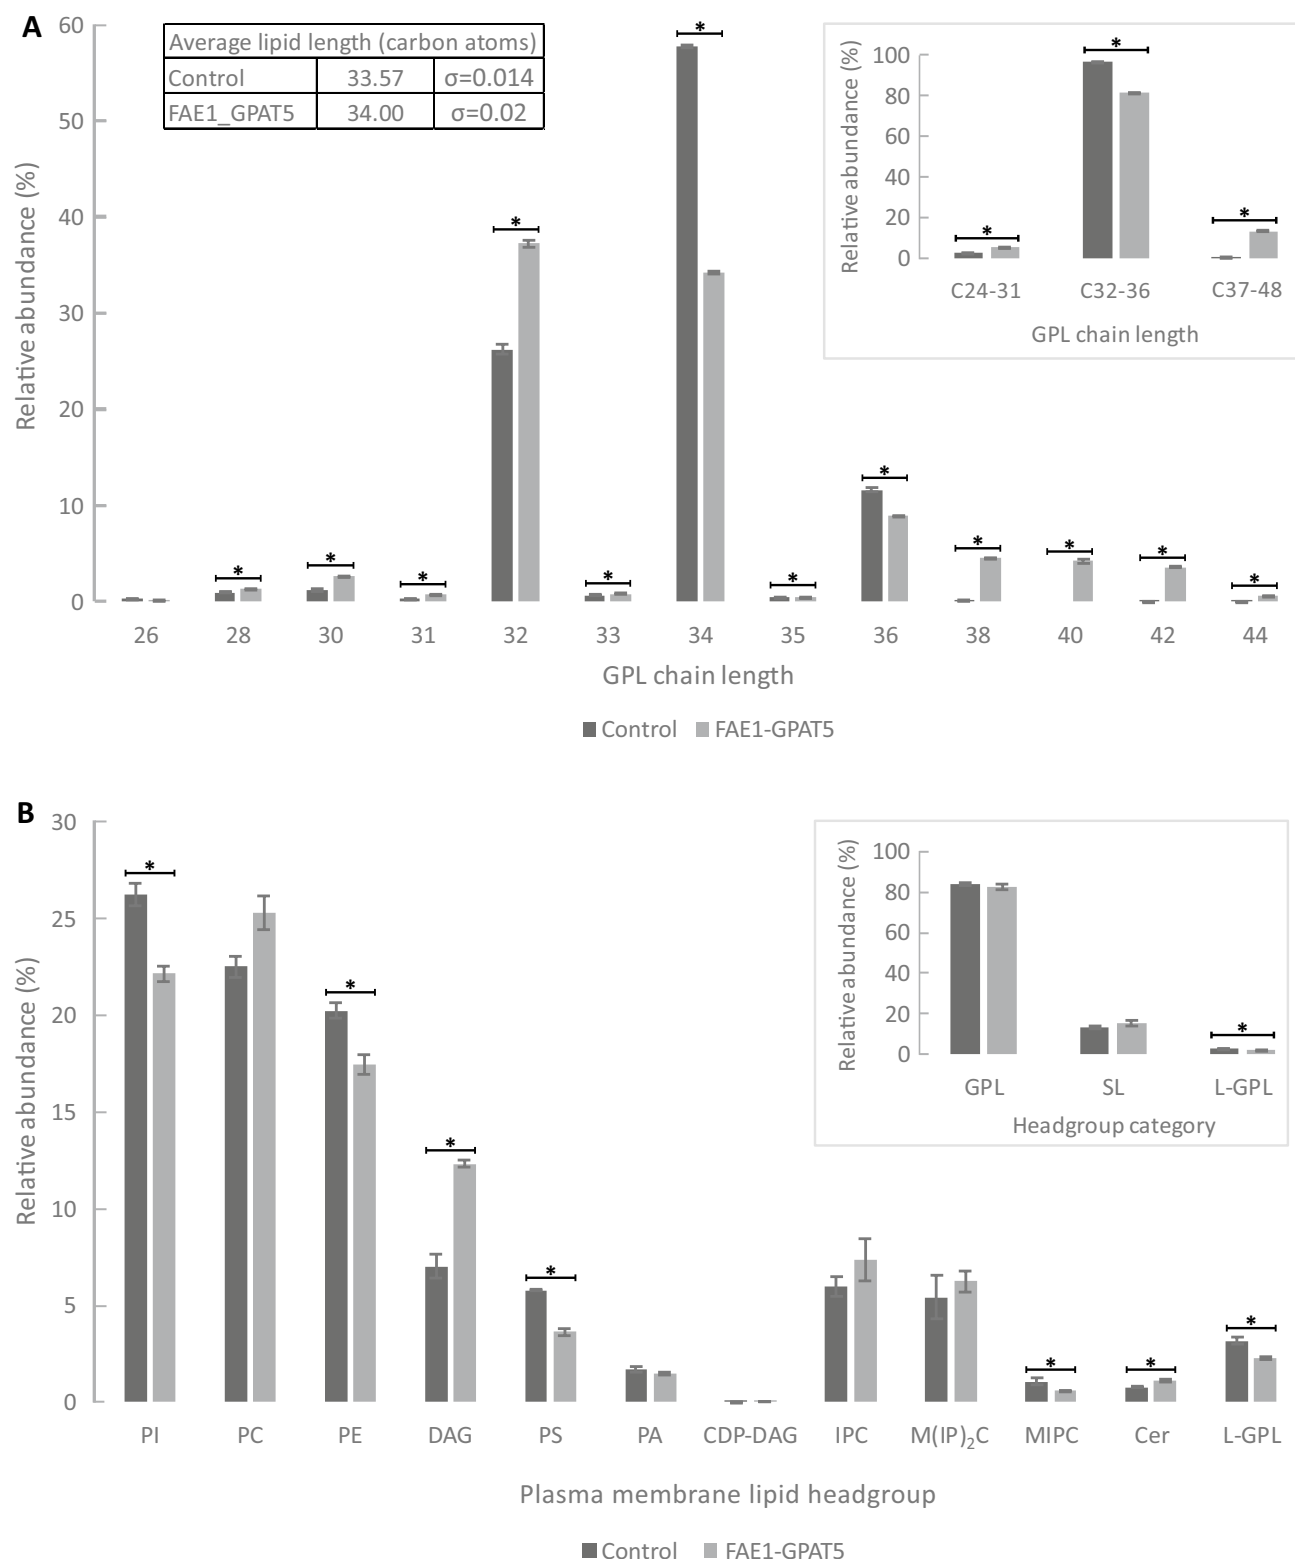 A
Average lipid length (carbon atoms)
Control 33.57 σ=0.014
FAE1_GPAT5 34.00 σ=0.02
Relative abundance (%)
60
50
40
30
20
10
0
* * * * * * * * * * * *
26 28 30 31 32 33 34 35 36 38 40 42 44
GPL chain length
Control FAE1-GPAT5
Relative abundance (%)
100
80
60
40
20
0
* * *
C24-31 C32-36 C37-48
GPL chain length
B
Relative abundance (%)
30
25
20
15
10
5
0
* * * * * * *
PI PC PE DAG PS PA CDP-DAG IPC M(IP)₂C MIPC Cer L-GPL
Plasma membrane lipid headgroup
Control FAE1-GPAT5
Relative abundance (%)
100
80
60
40
20
0
*
GPL SL L-GPL
Headgroup category